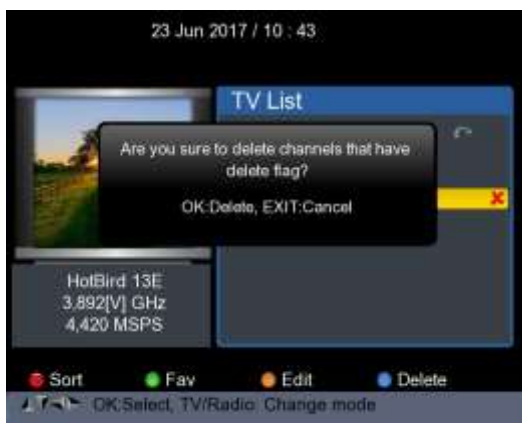 23 Jun 2017 / 10 : 43
TV List
Are you sure to delete channels that have
delete flag?
OK:Delete, EXIT:Cancel
HotBird 13E
3,892[V] GHz
4,420 MSPS
Sort
Fav
Edit
Delete
OK:Select, TV/Radio: Change mode